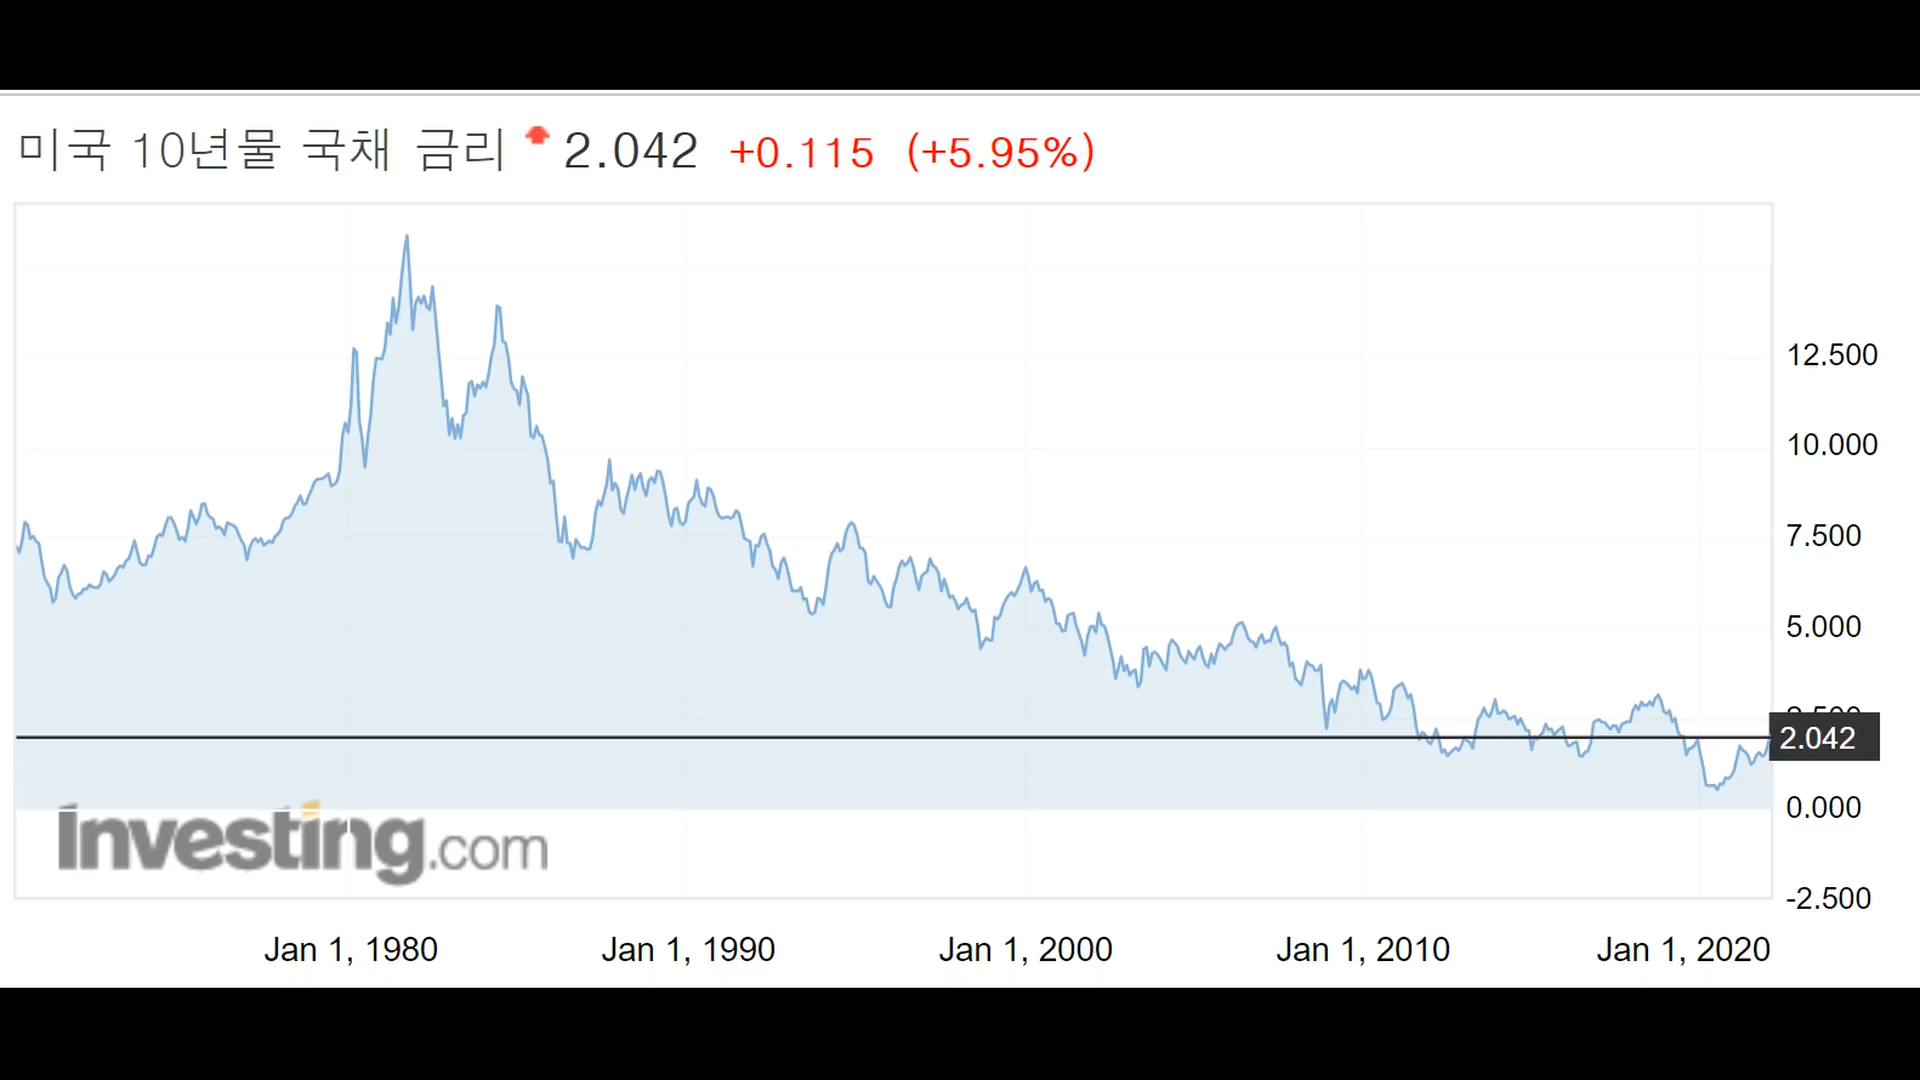 미국 10년물 국채 금리 2.042 +0.115 (+5.95%)
12.500
10.000
7.500
5.000
2.042
0.000
-2.500
Investing.com
Jan 1, 1980 Jan 1, 1990 Jan 1, 2000 Jan 1, 2010 Jan 1, 2020